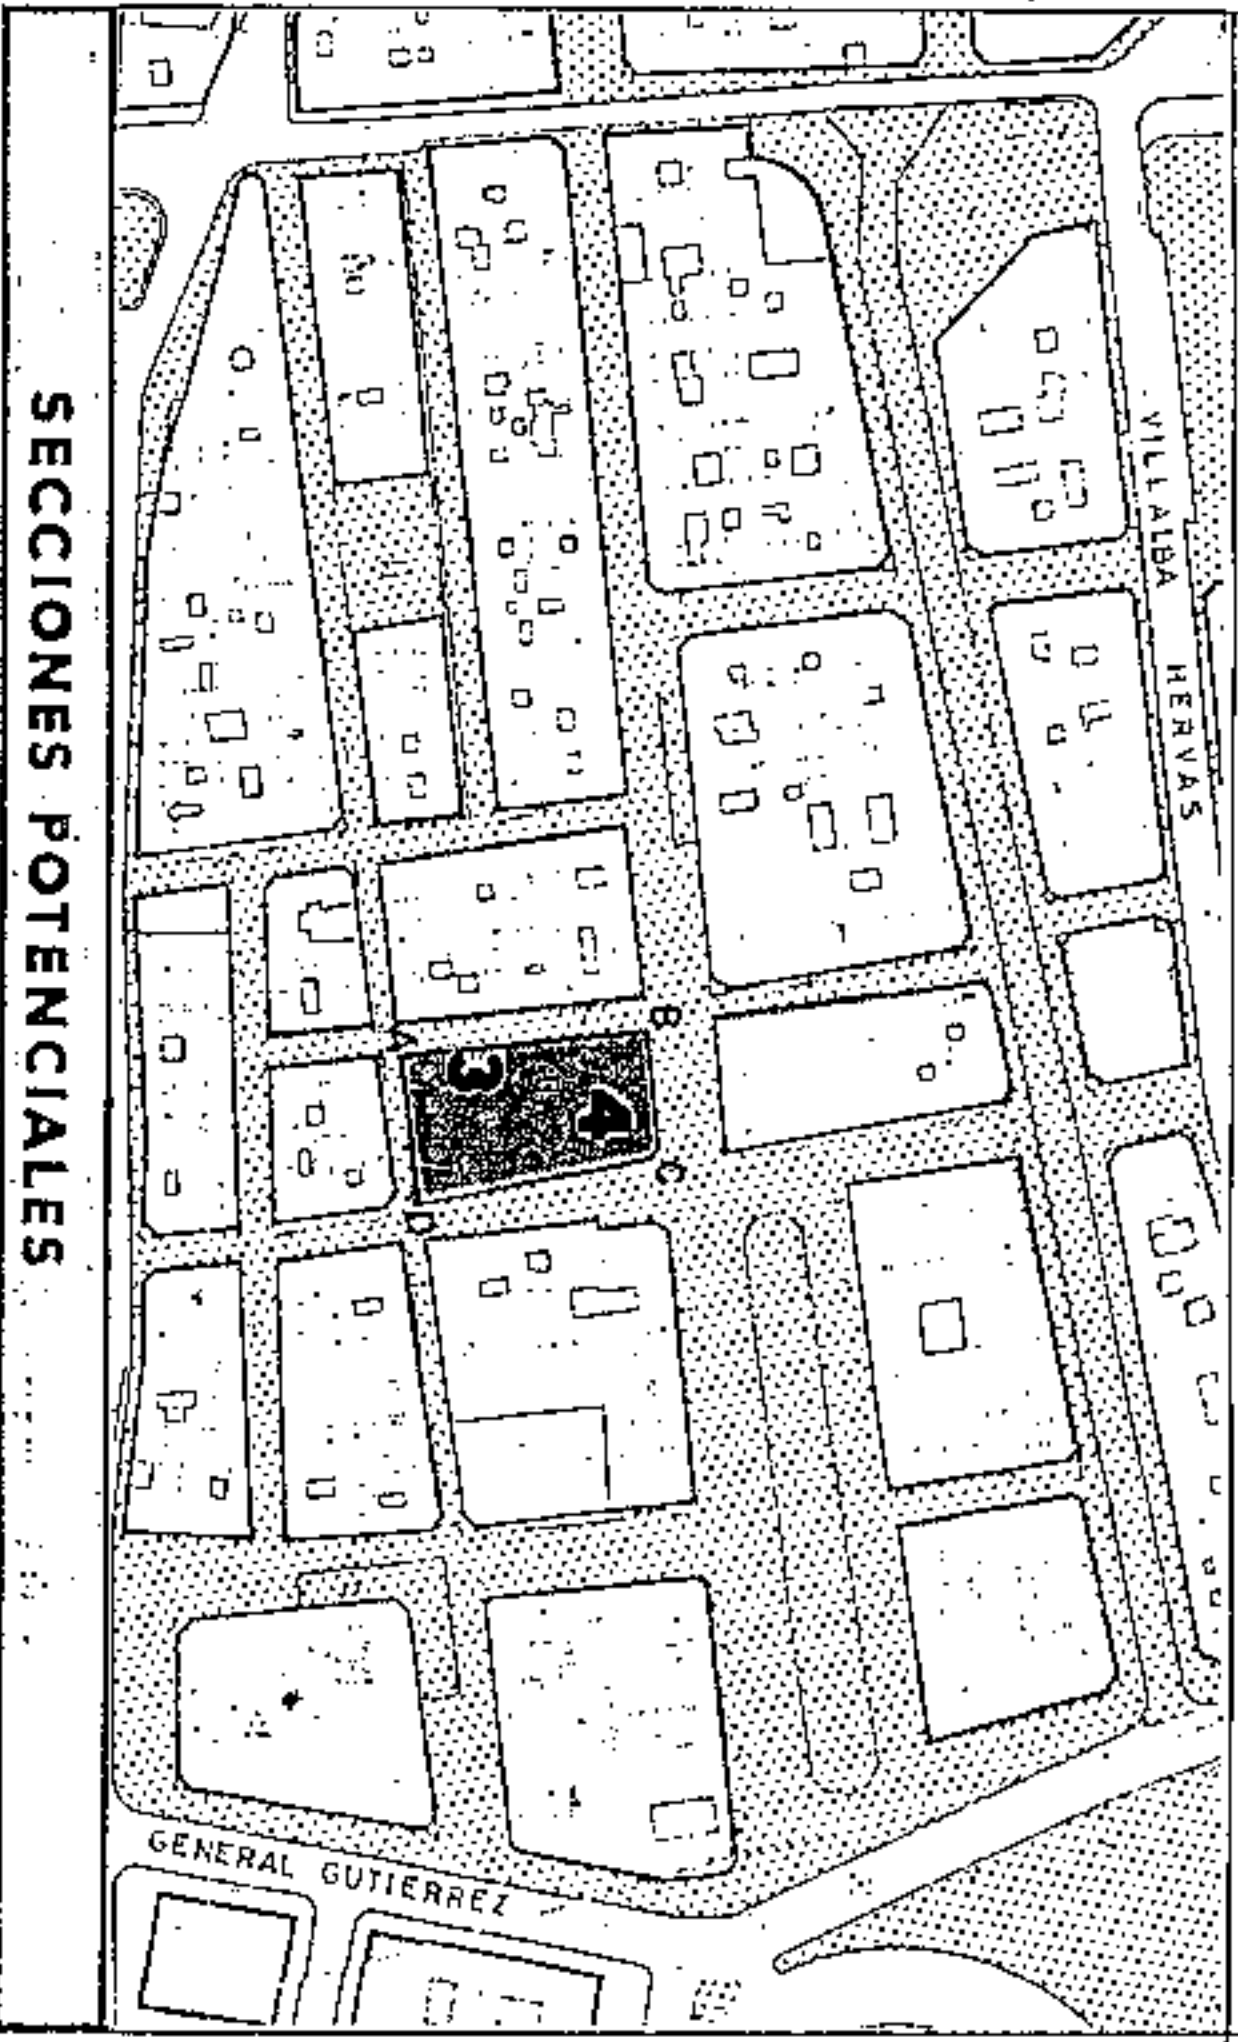 SECCIONES POTENCIALES
VILLALBA HERVAS
B
A
3
4
C
D
GENERAL GUTIERREZ